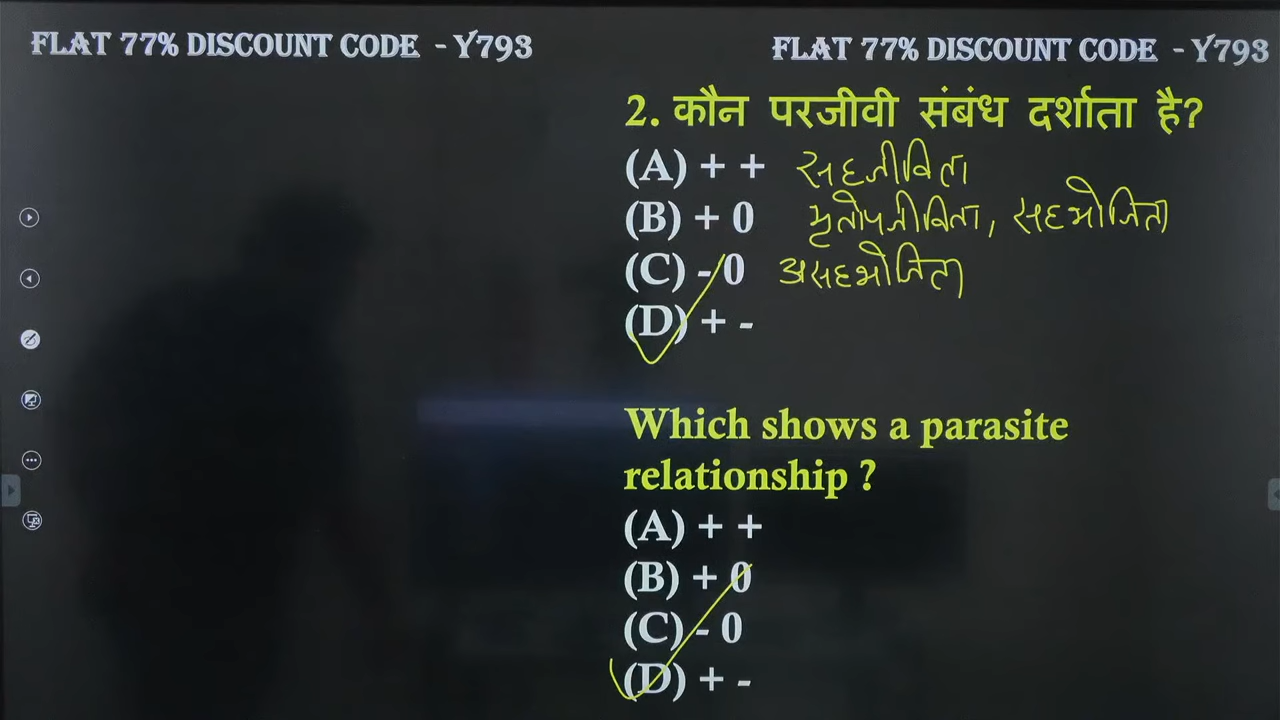 FLAT 77% DISCOUNT CODE - Y793
FLAT 77% DISCOUNT CODE - Y793
2. कौन परजीवी संबंध दर्शाता है?
(A) + + सहजीविता
(B) + 0 मृतोपजीविता, सहभोजिता
(C) - 0 असहभोजिता
(D) + -
Which shows a parasite
relationship ?
(A) + +
(B) + 0
(C) - 0
(D) + -